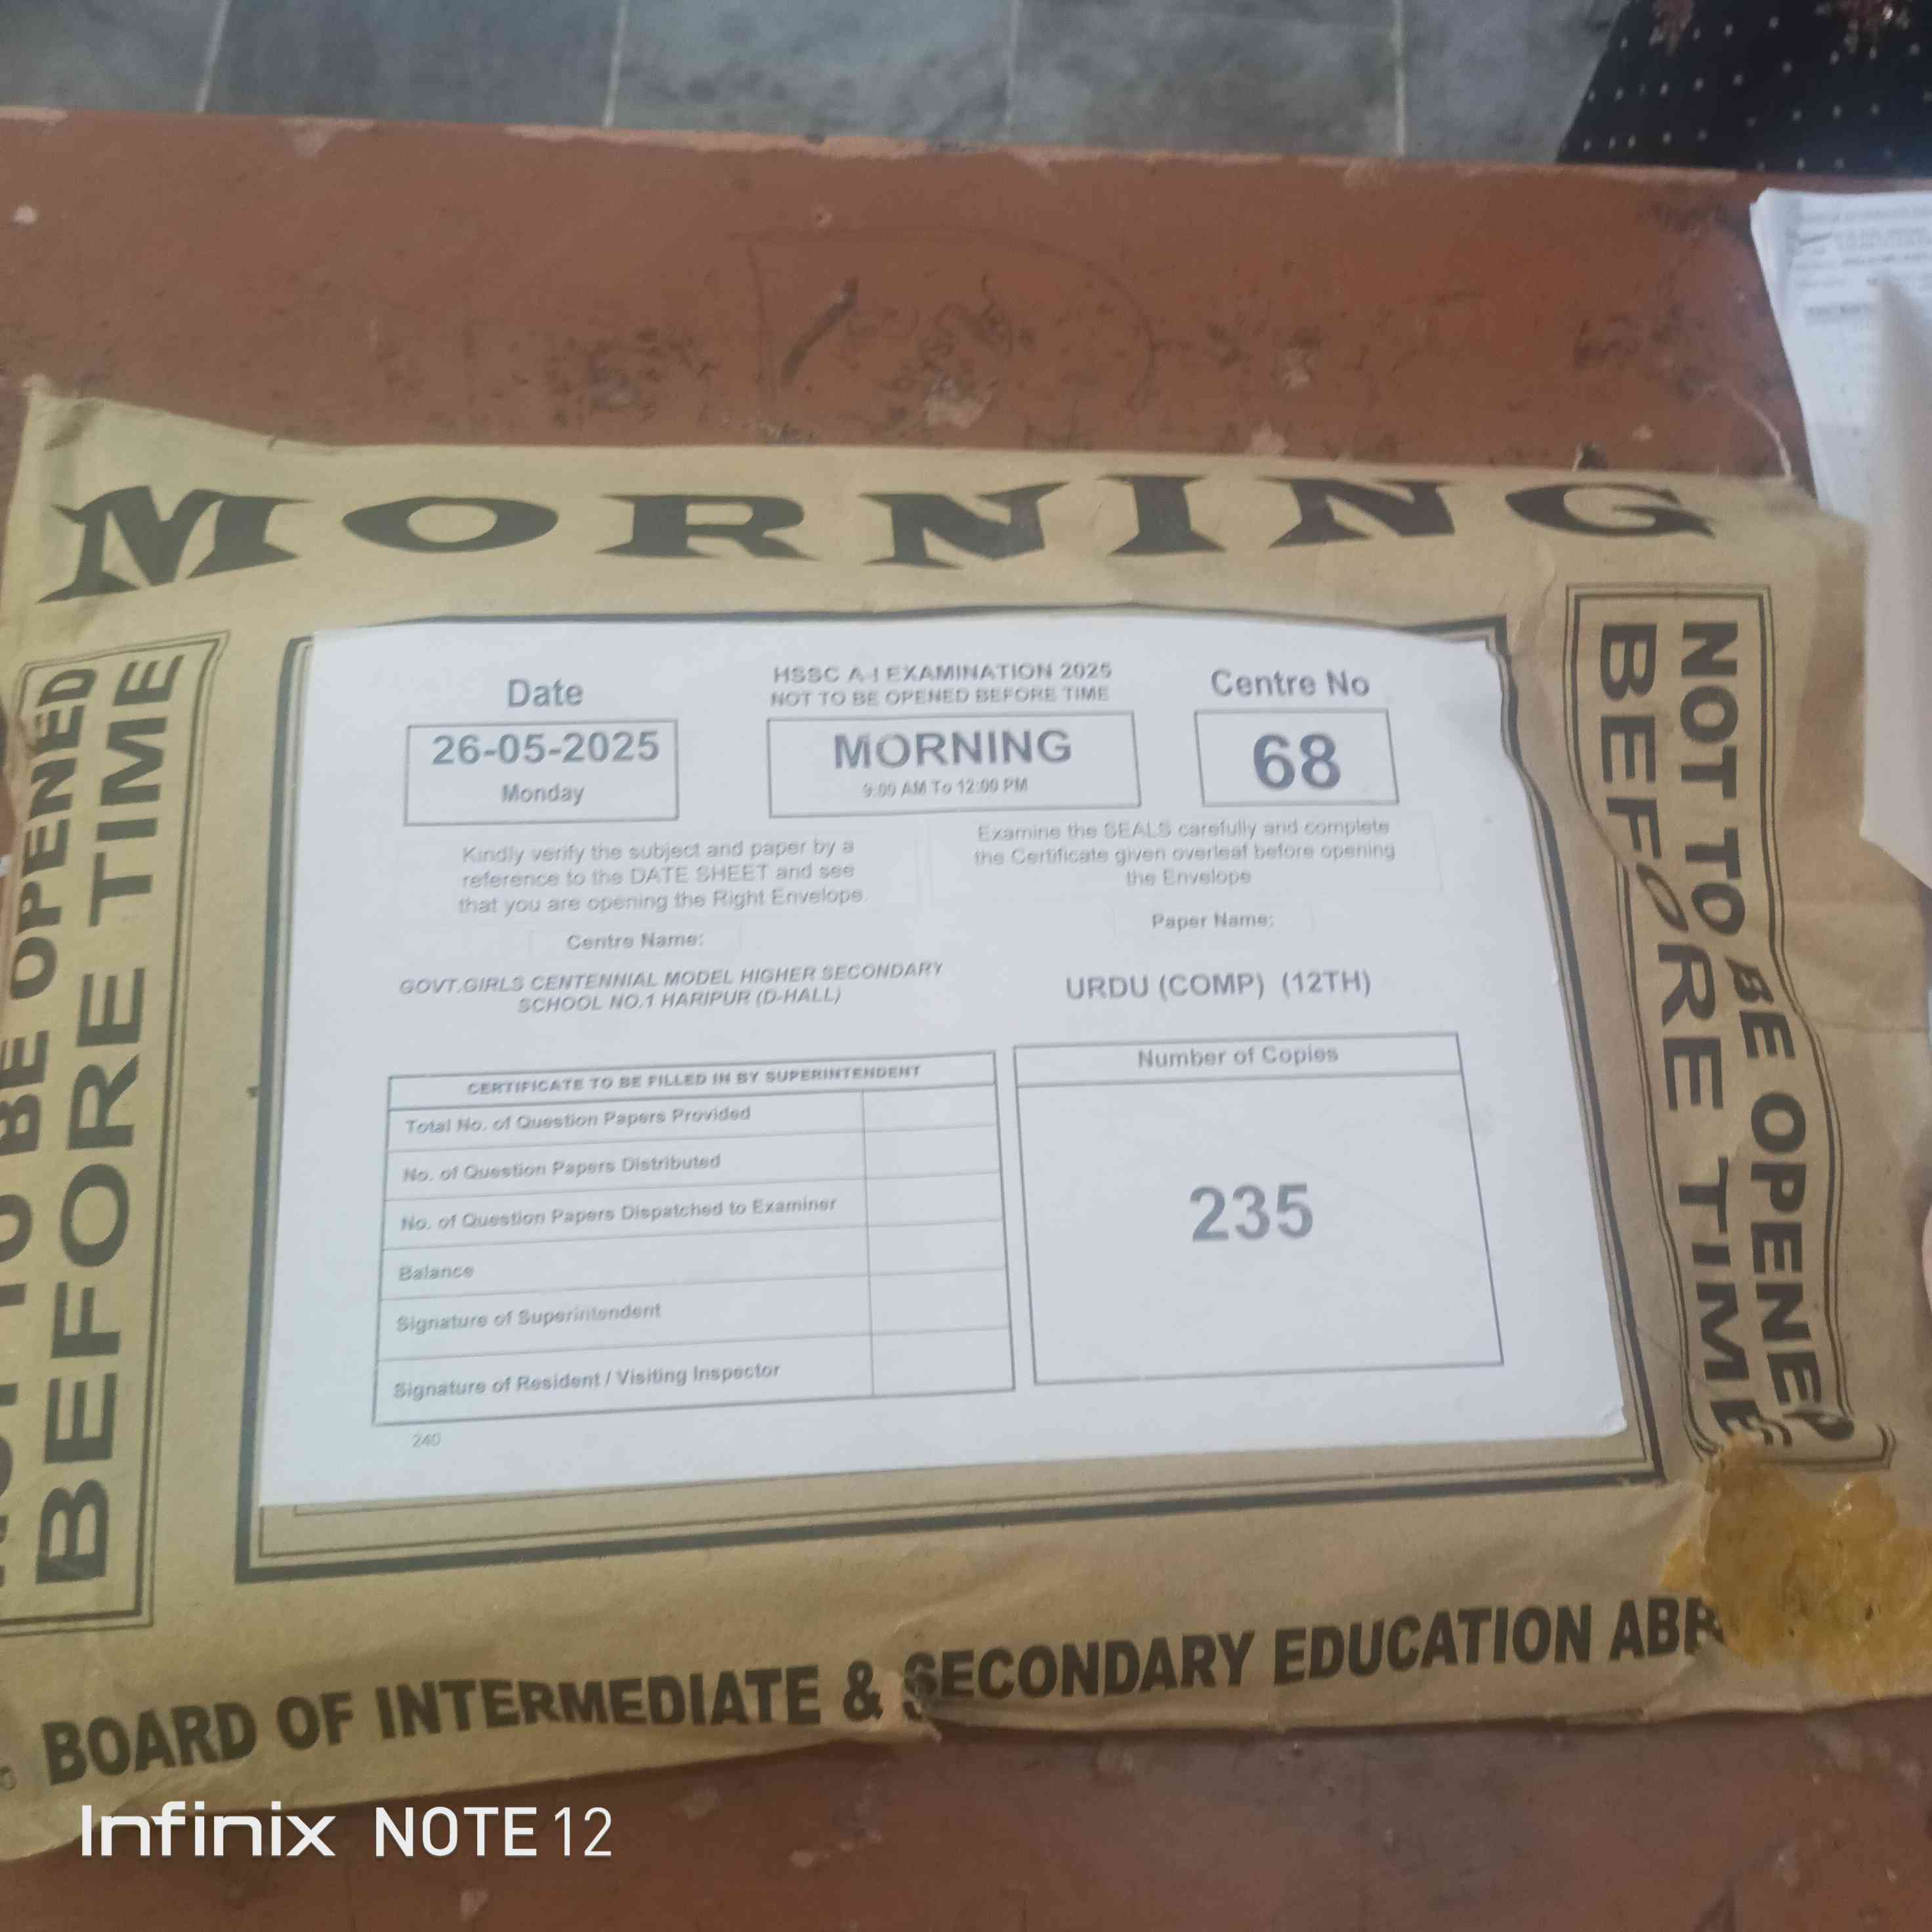 MORNING
NOT TO BE OPENED
BEFORE TIME
Date
26-05-2025
Monday
HSSC A-I EXAMINATION 2025
NOT TO BE OPENED BEFORE TIME
MORNING
9:00 AM To 12:00 PM
Centre No
68
Kindly verify the subject and paper by a
reference to the DATE SHEET and see
that you are opening the Right Envelope.
Examine the SEALS carefully and complete
the Certificate given overleaf before opening
the Envelope
Centre Name:
GOVT.GIRLS CENTENNIAL MODEL HIGHER SECONDARY
SCHOOL NO.1 HARIPUR (D-HALL)
Paper Name:
URDU (COMP) (12TH)
CERTIFICATE TO BE FILLED IN BY SUPERINTENDENT
Total No. of Question Papers Provided
No. of Question Papers Distributed
No. of Question Papers Dispatched to Examiner
Balance
Signature of Superintendent
Signature of Resident / Visiting Inspector
240
Number of Copies
235
NOT TO BE OPENED
BEFORE TIME
BOARD OF INTERMEDIATE & SECONDARY EDUCATION
Infinix NOTE 12